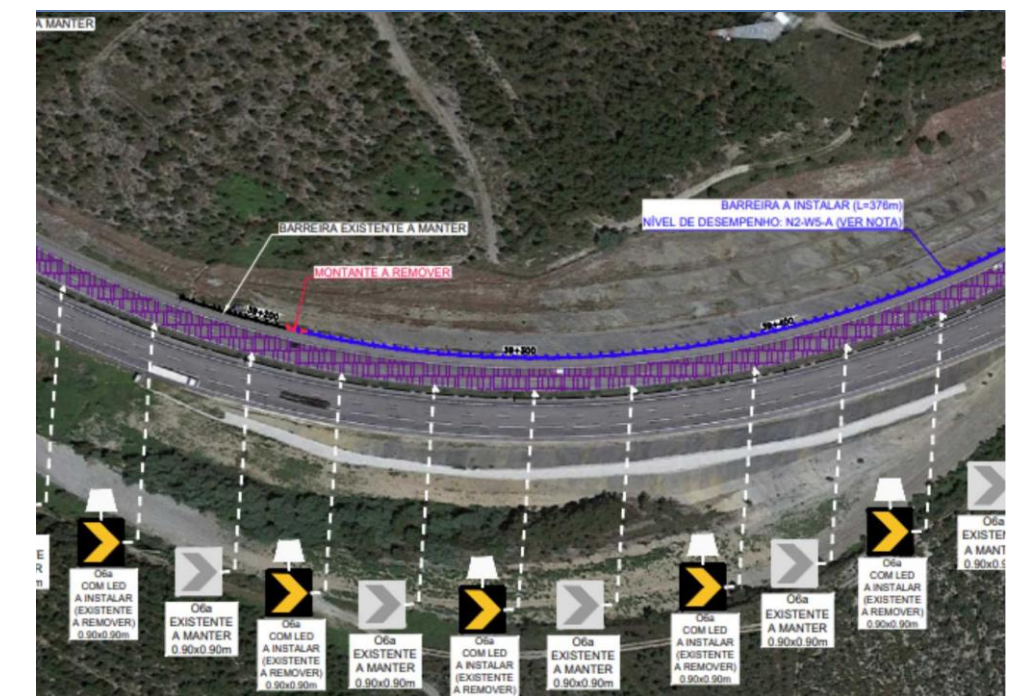 A MANTER
BARREIRA A INSTALAR (L=376m)
NÍVEL DE DESEMPENHO: N2-W5-A (VER NOTA)
BARREIRA EXISTENTE A MANTER
MONTANTE A REMOVER
38+200
38+300
38+400
O6a
COM LED
A INSTALAR
(EXISTENTE
A REMOVER)
0.90x0.90m
O6a
EXISTENTE
A MANTER
0.90x0.90m
O6a
COM LED
A INSTALAR
(EXISTENTE
A REMOVER)
0.90x0.90m
O6a
EXISTENTE
A MANTER
0.90x0.90m
O6a
COM LED
A INSTALAR
(EXISTENTE
A REMOVER)
O6a
EXISTENTE
A MANTER
0.90x0.90m
O6a
COM LED
A INSTALAR
(EXISTENTE
A REMOVER)
0.90x0.90m
O6a
EXISTENTE
A MANTER
0.90x0.90m
O6a
COM LED
A INSTALAR
(EXISTENTE
A REMOVER)
0.90x0.90m
O6a